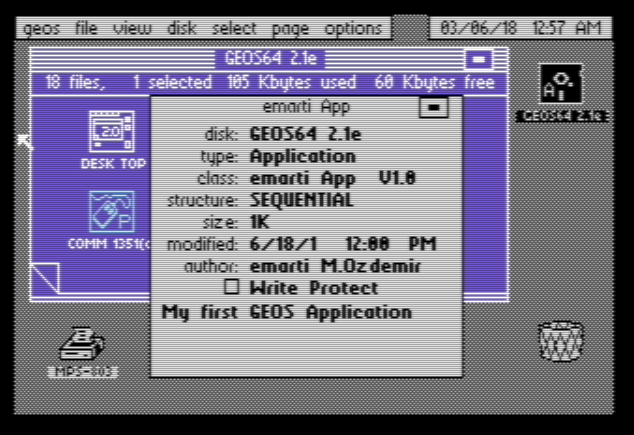 geos file view disk select page options 03/06/18 12:57 AM
GEOS64 2.1e
18 files, 1 selected 105 Kbytes used 60 Kbytes free
emarti App
disk: GEOS64 2.1e
type: Application
class: emarti App V1.0
structure: SEQUENTIAL
size: 1K
modified: 6/18/1 12:00 PM
author: emarti M.Ozdemir
Write Protect
My first GEOS Application
2.0
DESK TOP
COMM 1351(
GEOS64 2.1e
MPS-803